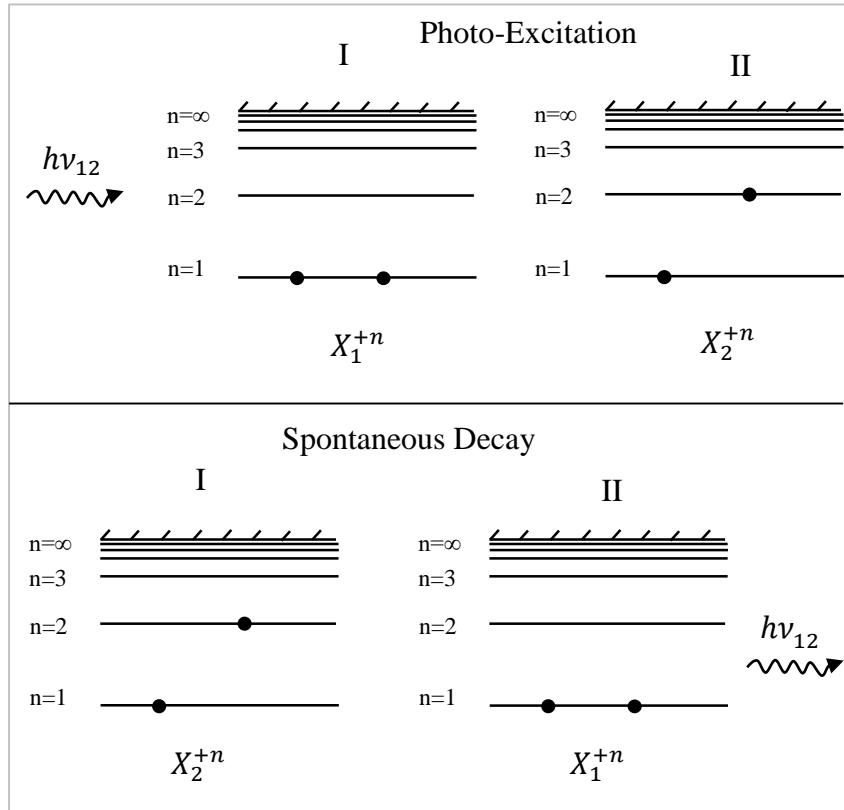 Photo-Excitation
I
II
n=∞
n=3
n=2
n=1
hν₁₂
n=∞
n=3
n=2
n=1
X₁⁺ⁿ
X₂⁺ⁿ
Spontaneous Decay
I
II
n=∞
n=3
n=2
n=1
n=∞
n=3
n=2
n=1
hν₁₂
X₂⁺ⁿ
X₁⁺ⁿ